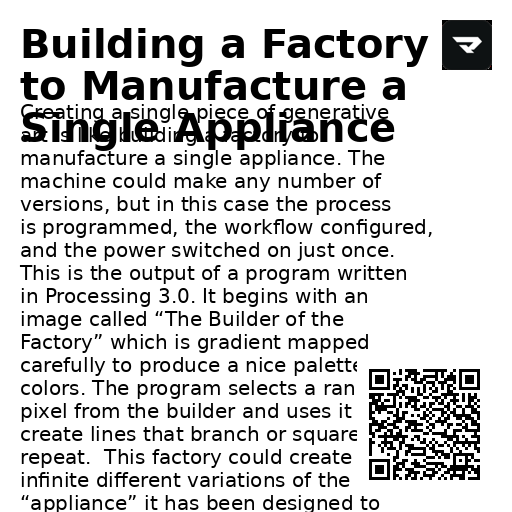 Building a Factory
to Manufacture a
Single Appliance
Creating a single piece of generative
art is like building a factory to
manufacture a single appliance. The
machine could make any number of
versions, but in this case the process
is programmed, the workflow configured,
and the power switched on just once.
This is the output of a program written
in Processing 3.0. It begins with an
image called “The Builder of the
Factory” which is gradient mapped
carefully to produce a nice palette
colors. The program selects a ran
pixel from the builder and uses it
create lines that branch or square
repeat.  This factory could create
infinite different variations of the
“appliance” it has been designed to